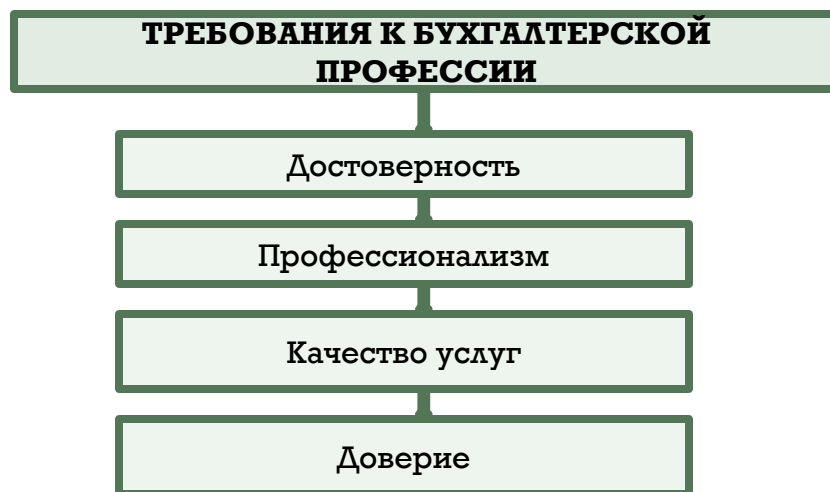 ТРЕБОВАНИЯ К БУХГАЛТЕРСКОЙ
ПРОФЕССИИ
Достоверность
Профессионализм
Качество услуг
Доверие